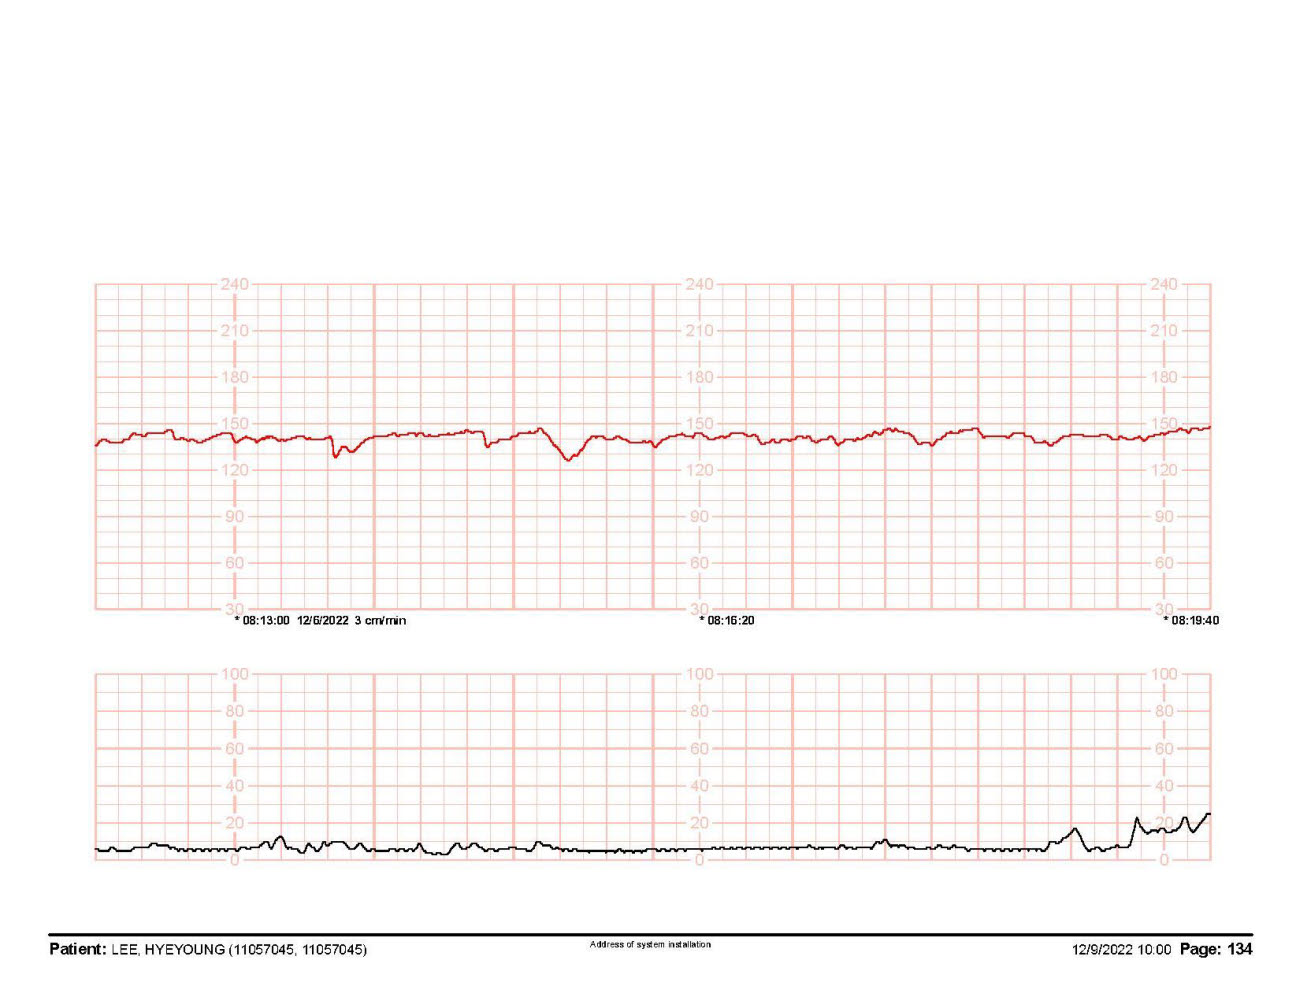 240 240 240
210 210 210
180 180 180
150 150 150
120 120 120
90 90 90
60 60 60
30 30 30
* 08:13:00 12/6/2022 3 cm/min * 08:16:20 * 08:19:40
100 100 100
80 80 80
60 60 60
40 40 40
20 20 20
0 0 0
Patient: LEE, HYEYOUNG (11057045, 11057045) Address of system installation 12/9/2022 10:00 Page: 134